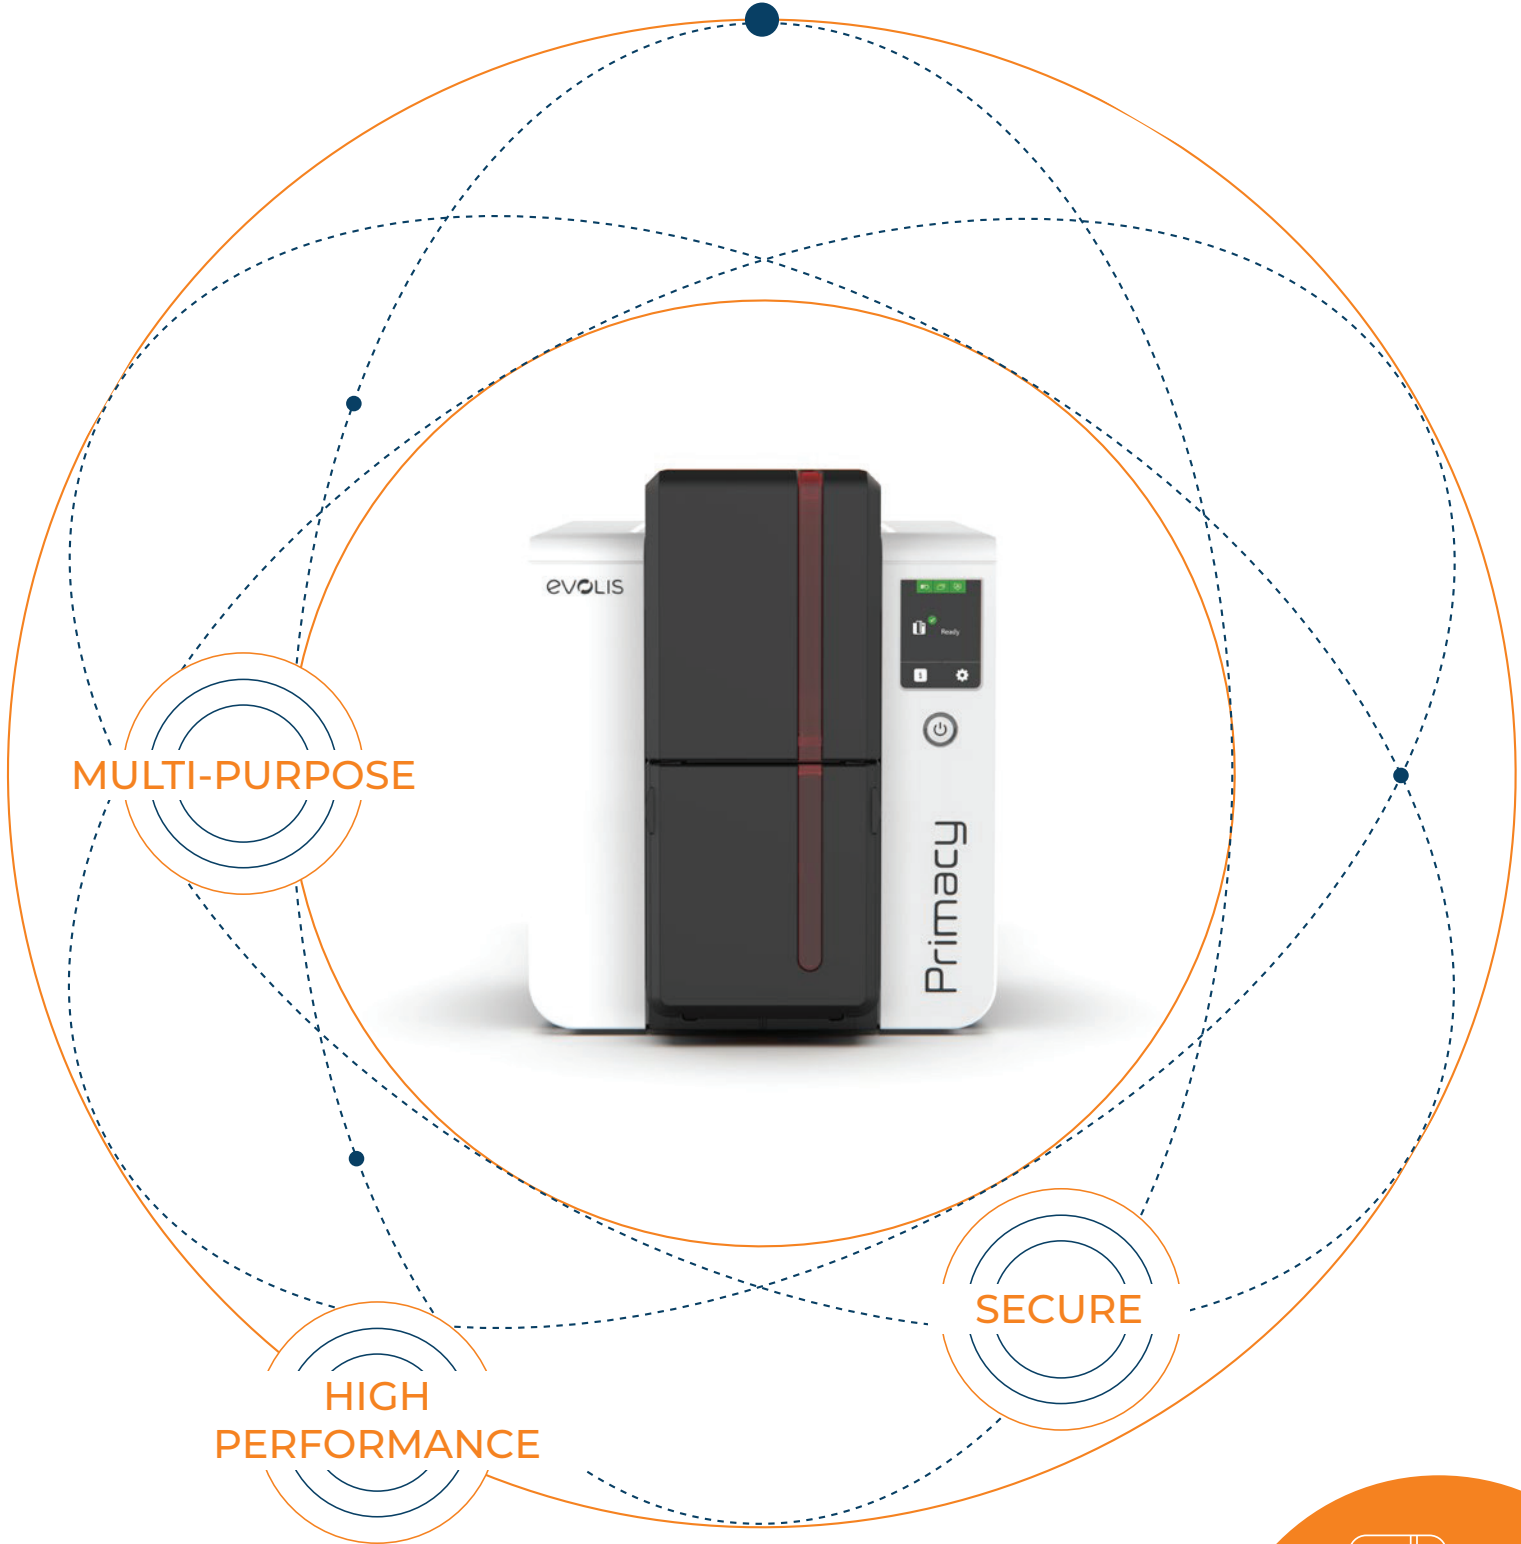 evolis
Ready
Primacy
MULTI-PURPOSE
SECURE
HIGH
PERFORMANCE